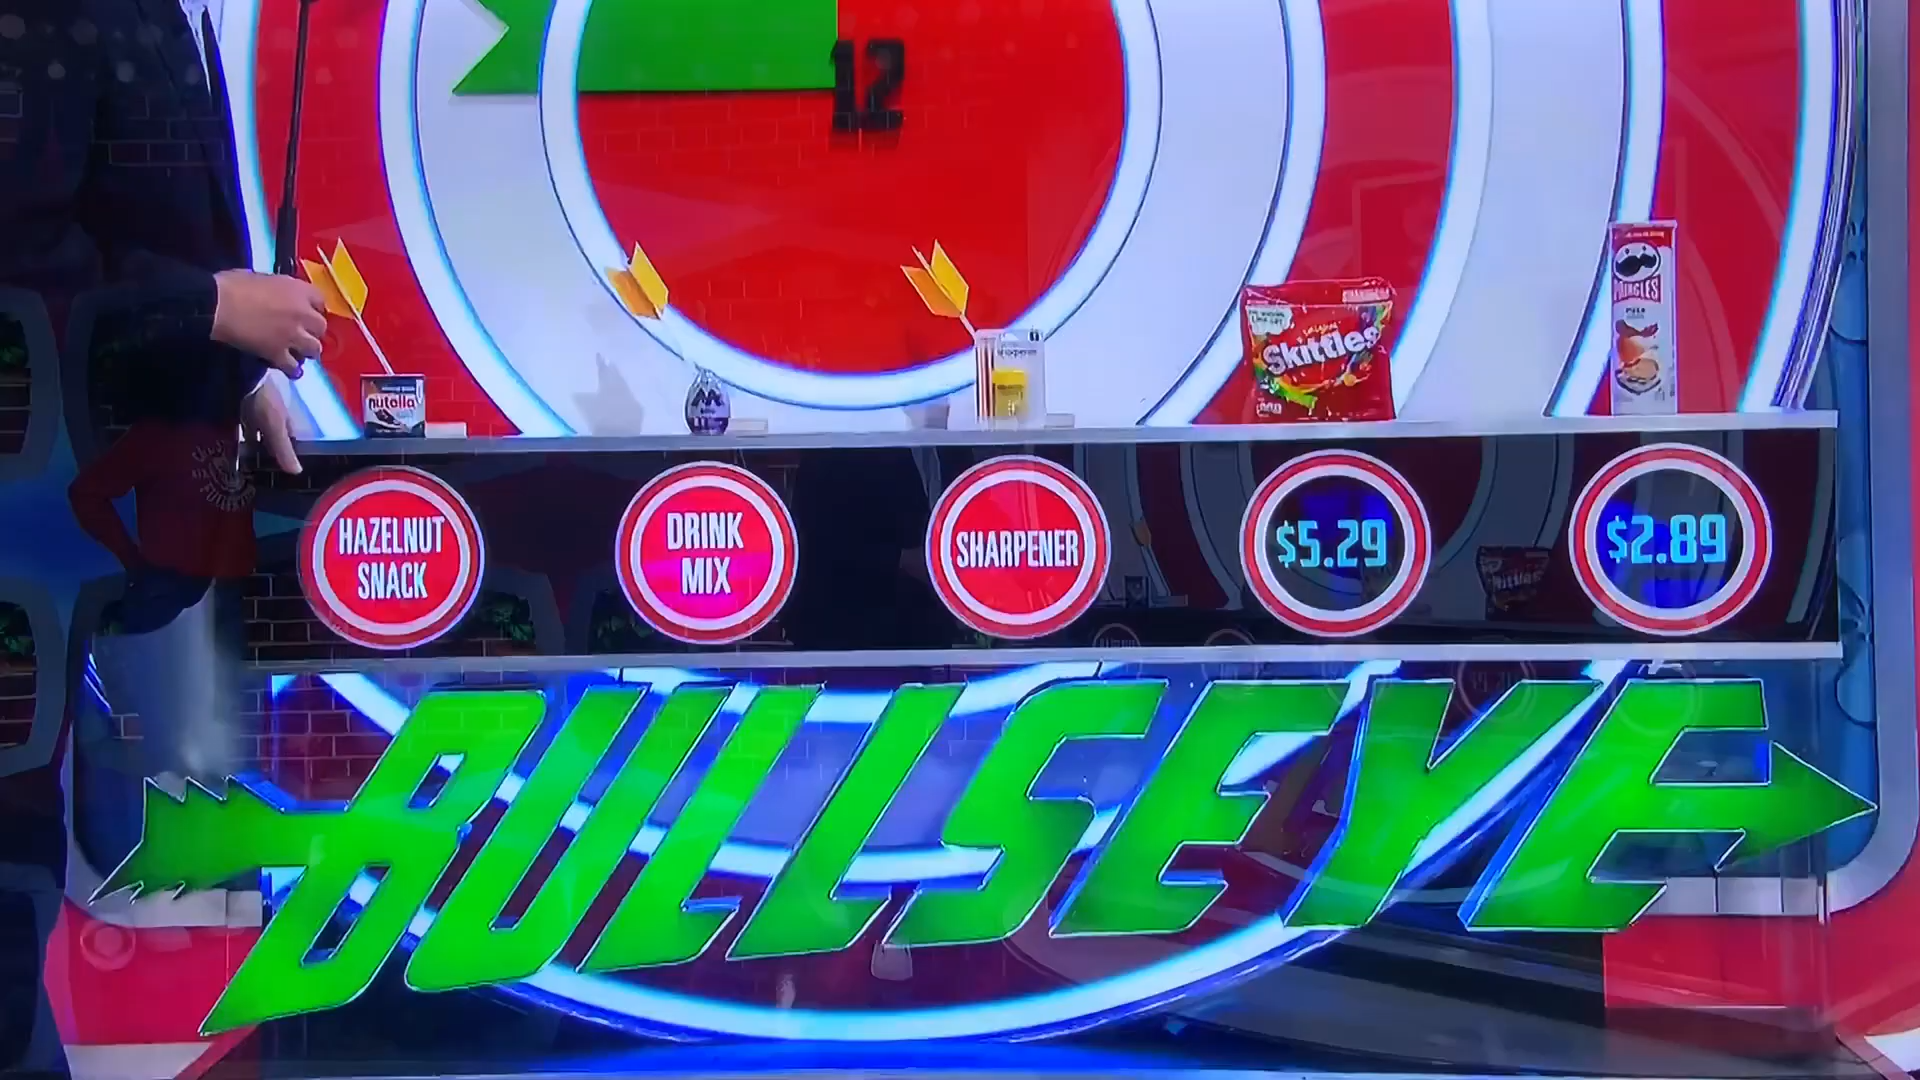 12
nutella
Skittles
PRINGLES
HAZELNUT
SNACK
DRINK
MIX
SHARPENER
$5.29
$2.89
BULLSEYE